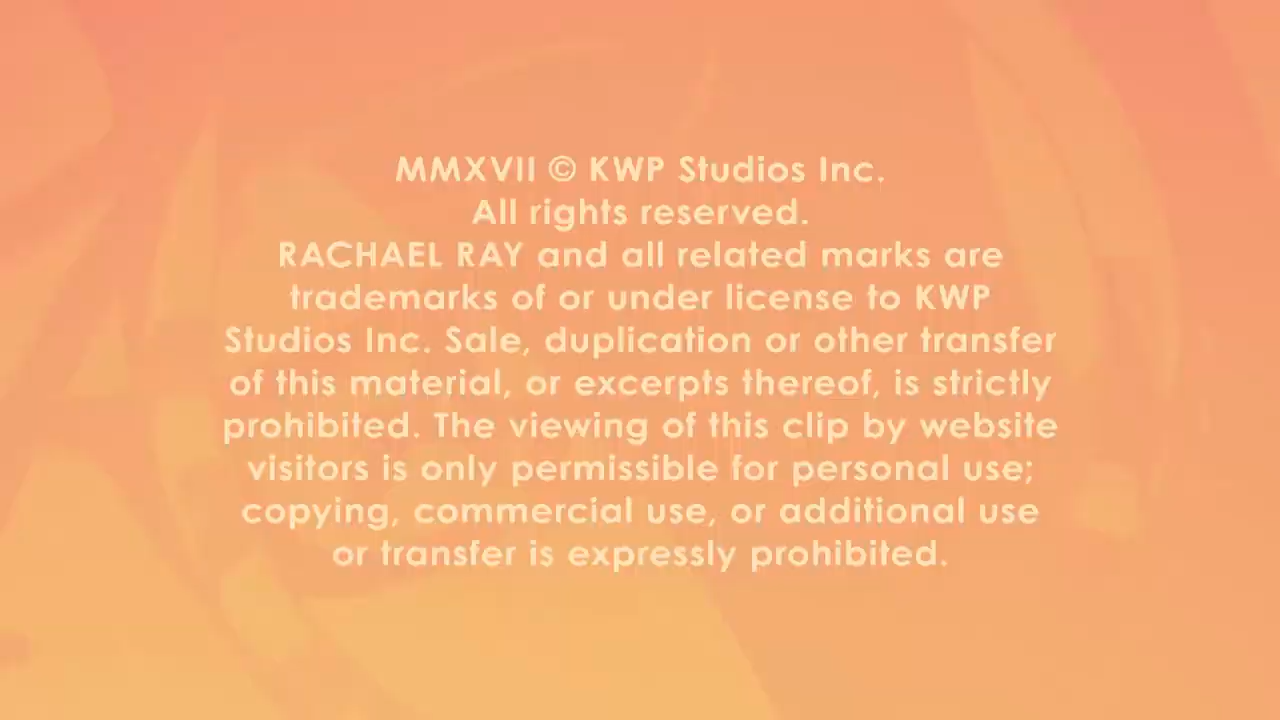 MMXVII © KWP Studios Inc.
All rights reserved.
RACHAEL RAY and all related marks are
trademarks of or under license to KWP
Studios Inc. Sale, duplication or other transfer
of this material, or excerpts thereof, is strictly
prohibited. The viewing of this clip by website
visitors is only permissible for personal use;
copying, commercial use, or additional use
or transfer is expressly prohibited.